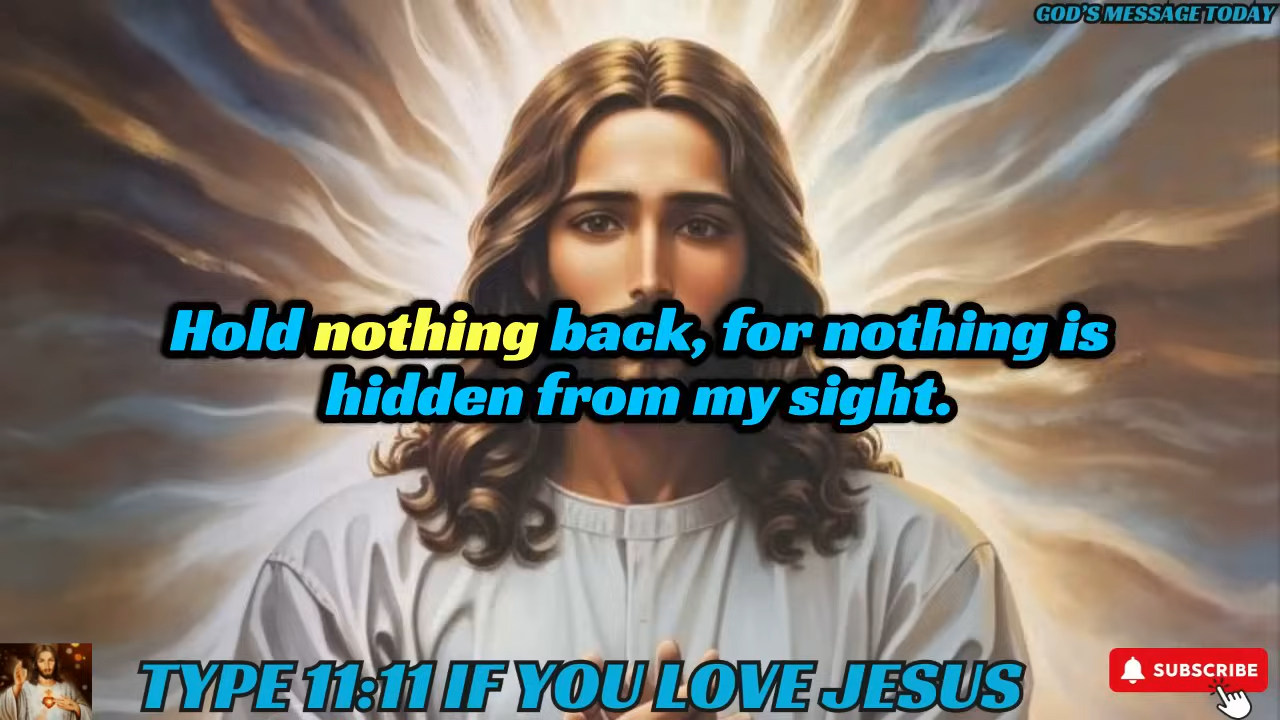 GOD'S MESSAGE TODAY
Hold nothing back, for nothing is
hidden from my sight.
TYPE 11:11 IF YOU LOVE JESUS
SUBSCRIBE